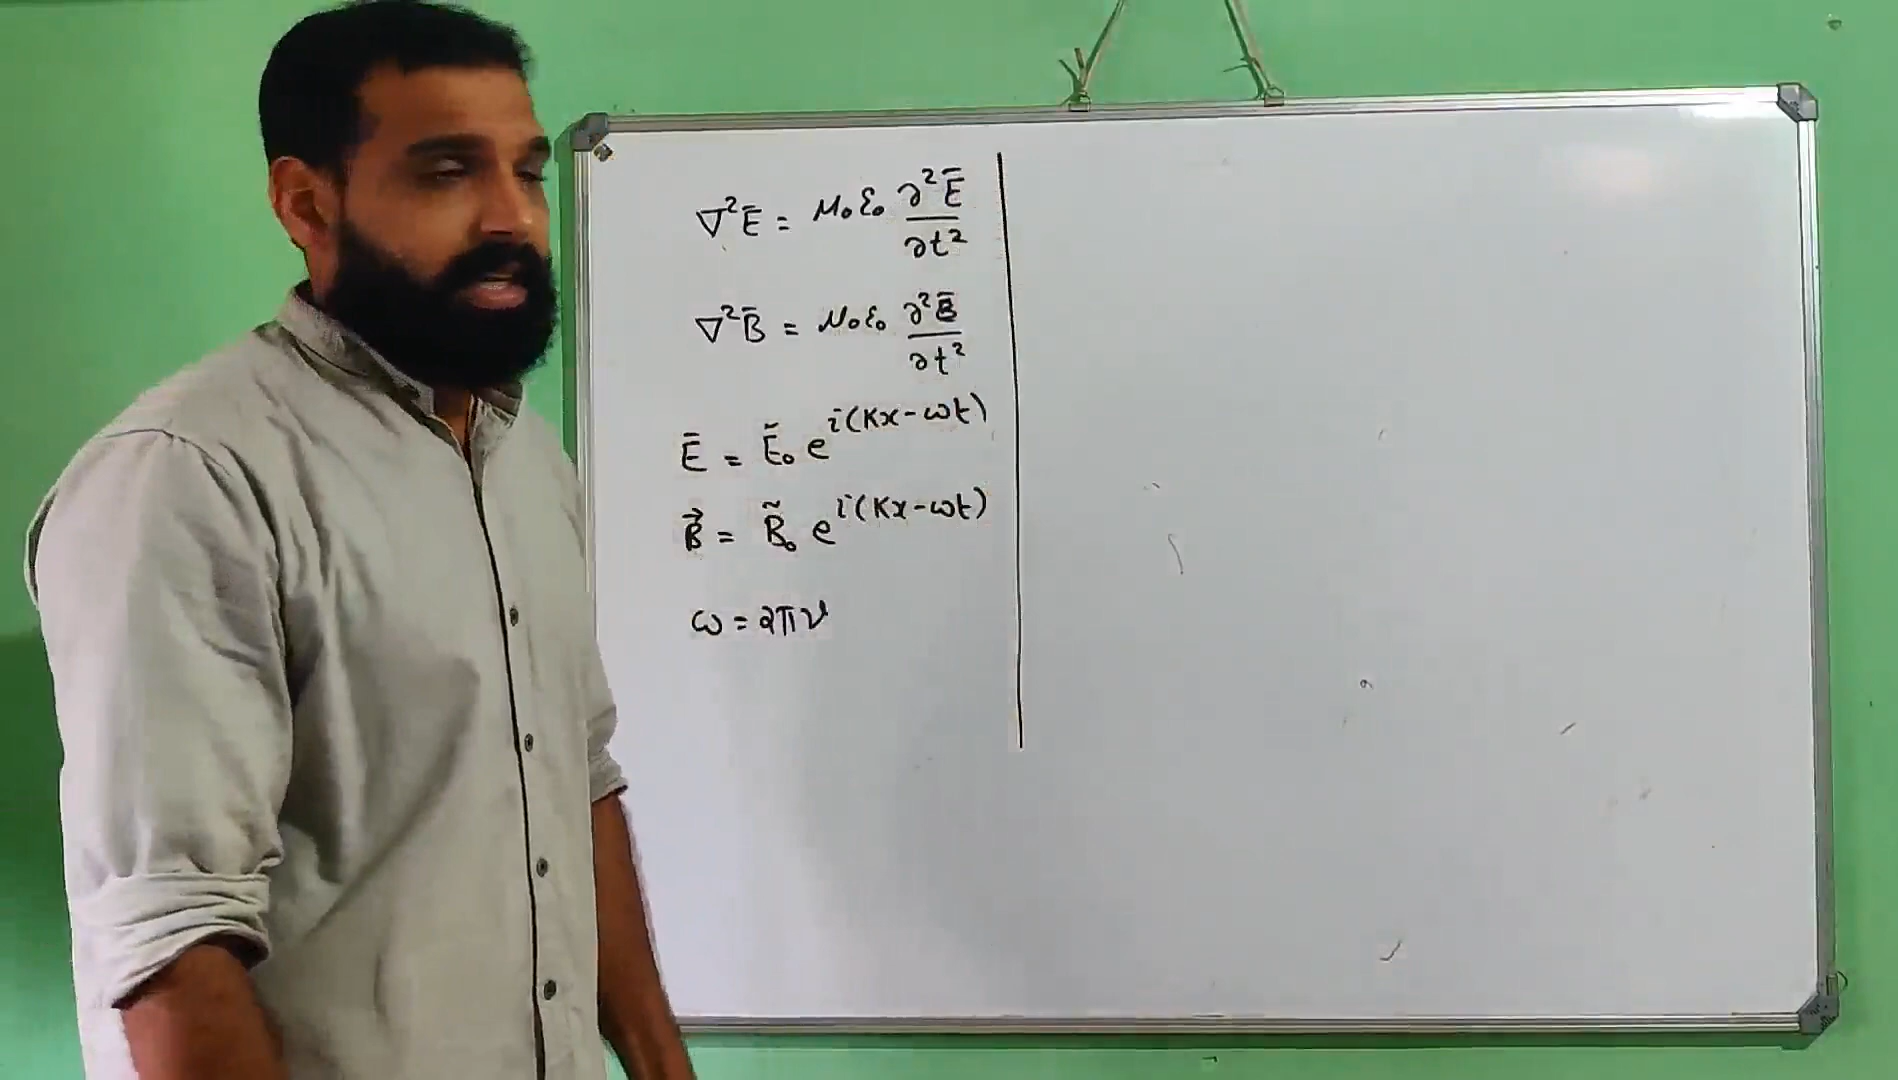 ∇²E̅ = μ₀ε₀ ∂²E̅/∂t²
∇²B̅ = μ₀ε₀ ∂²B̅/∂t²
E̅ = Ẽ₀ e^{i(Kx-ωt)}
B⃗ = B̃₀ e^{i(Kx-ωt)}
ω = 2πν